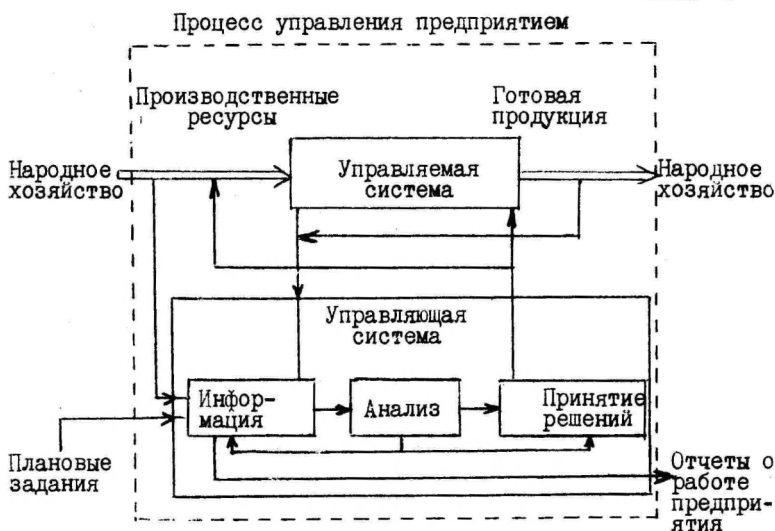 Процесс управления предприятием
Производственные
ресурсы
Готовая
продукция
Народное
хозяйство
Управляемая
система
Народное
хозяйство
Управляющая
система
Инфор-
мация
Анализ
Принятие
решений
Плановые
задания
Отчеты о
работе
предпри-
ятия